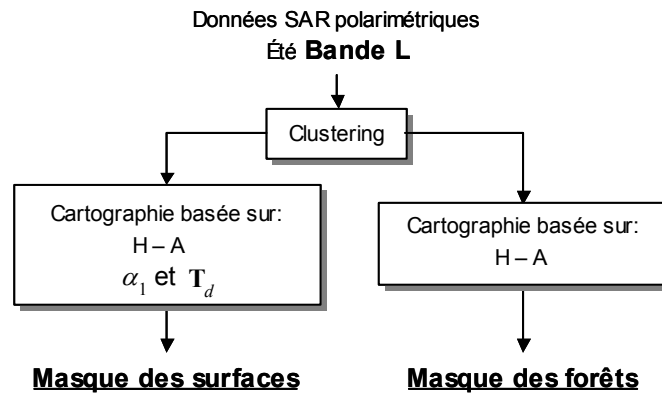 Données SAR polarimétriques
Été Bande L
Clustering
Cartographie basée sur:
H – A
α₁ et T_d
Cartographie basée sur:
H – A
Masque des surfaces
Masque des forêts